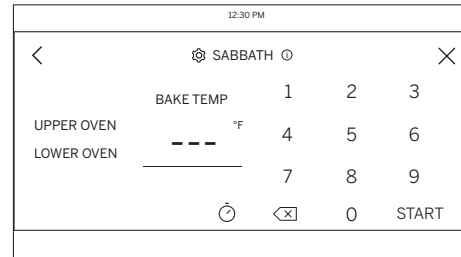 12:30 PM
SABBATH
BAKE TEMP
UPPER OVEN
LOWER OVEN
--- °F
1 2 3
4 5 6
7 8 9
0 START